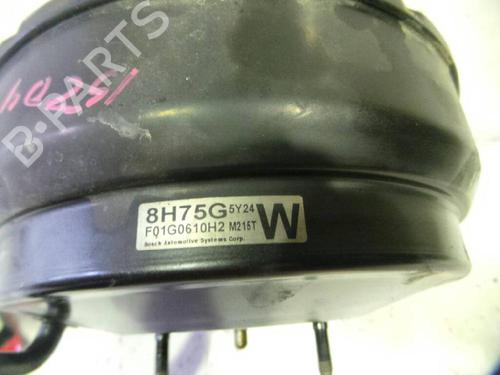 B-PARTS
8H75G 5Y24 W
F01G0610H2 M215T
Bosch Automotive Systems Corp.